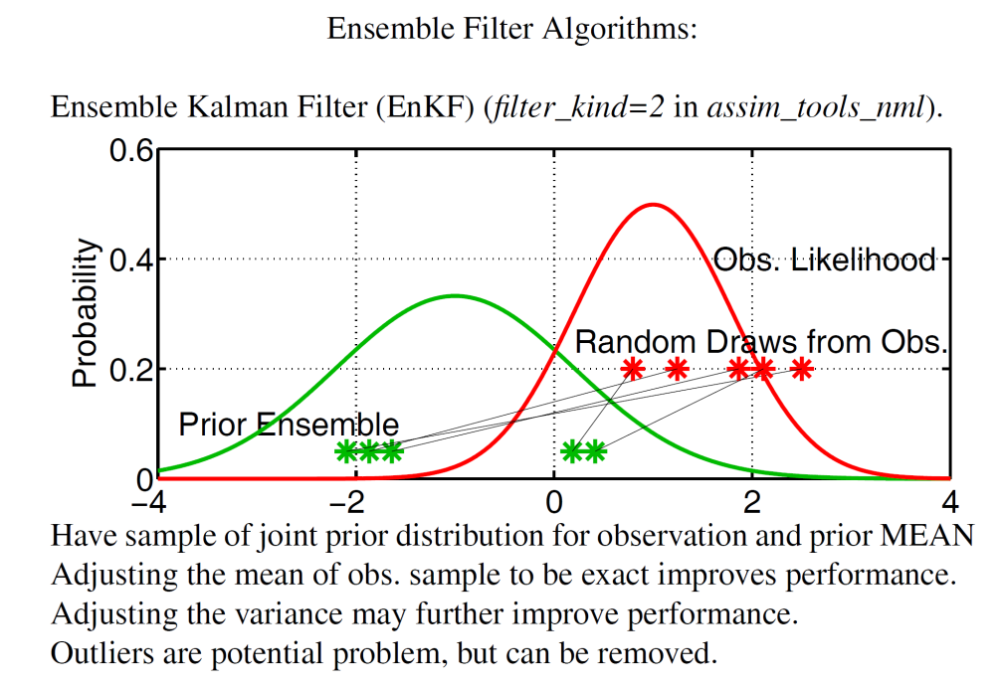 Ensemble Filter Algorithms:
Ensemble Kalman Filter (EnKF) (filter_kind=2 in assim_tools_nml).
0.6
0.4
0.2
0
Probability
Obs. Likelihood
Random Draws from Obs.
Prior Ensemble
−4
−2
0
2
4
Have sample of joint prior distribution for observation and prior MEAN
Adjusting the mean of obs. sample to be exact improves performance.
Adjusting the variance may further improve performance.
Outliers are potential problem, but can be removed.